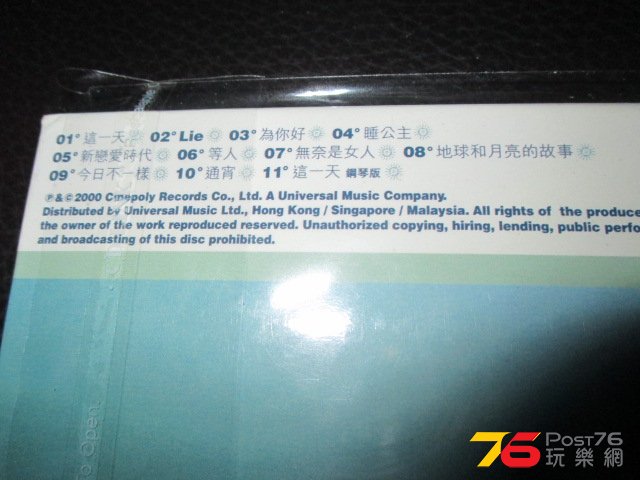 01° 這一天 02° Lie 03° 為你好 04° 睡公主
05° 新戀愛時代 06° 等人 07° 無奈是女人 08° 地球和月亮的故事
09° 今日不一樣 10° 通宵 11° 這一天 鋼琴版
℗&© 2000 Cinepoly Records Co., Ltd. A Universal Music Company.
Distributed by Universal Music Ltd., Hong Kong / Singapore / Malaysia. All rights of the produce
the owner of the work reproduced reserved. Unauthorized copying, hiring, lending, public perfo
and broadcasting of this disc prohibited.
to Open.
76 Post76
玩樂網